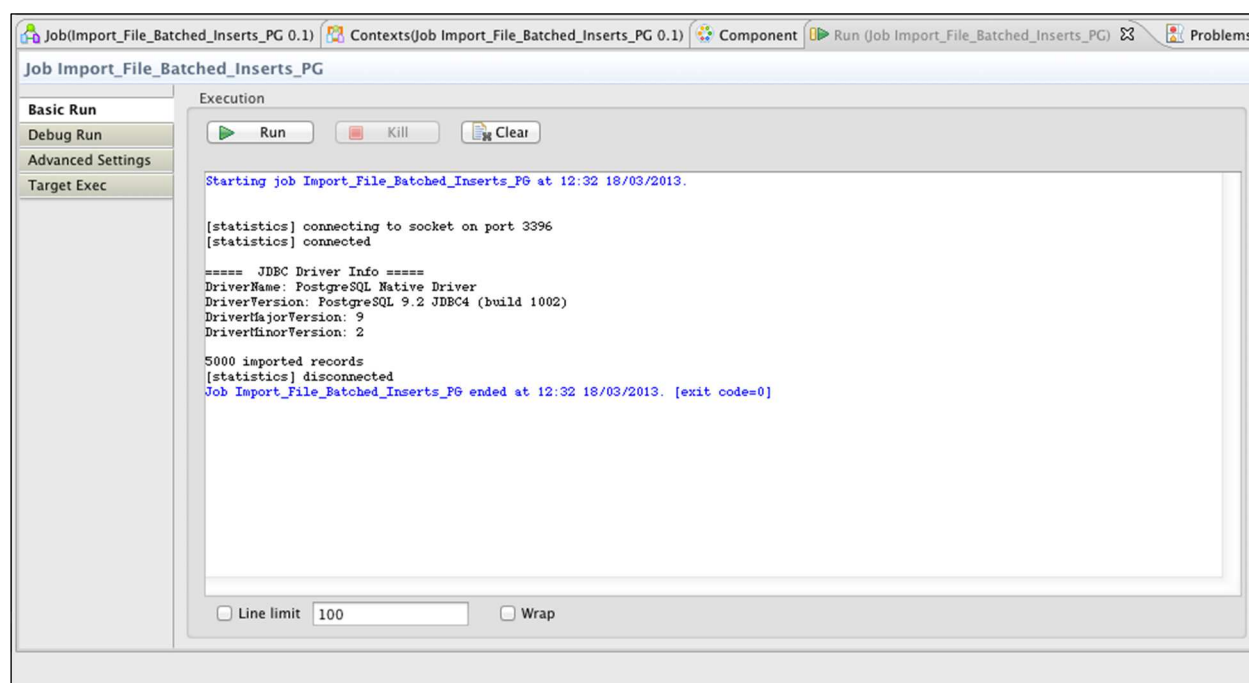 Job(Import_File_Batched_Inserts_PG 0.1) Contexts(Job Import_File_Batched_Inserts_PG 0.1) Component Run (Job Import_File_Batched_Inserts_PG) Problems
Job Import_File_Batched_Inserts_PG
Basic Run
Debug Run
Advanced Settings
Target Exec
Execution
Run Kill Clear
Starting job Import_File_Batched_Inserts_PG at 12:32 18/03/2013.
[statistics] connecting to socket on port 3396
[statistics] connected
===== JDBC Driver Info =====
DriverName: PostgreSQL Native Driver
DriverVersion: PostgreSQL 9.2 JDBC4 (build 1002)
DriverMajorVersion: 9
DriverMinorVersion: 2
5000 imported records
[statistics] disconnected
Job Import_File_Batched_Inserts_PG ended at 12:32 18/03/2013. [exit code=0]
Line limit 100 Wrap